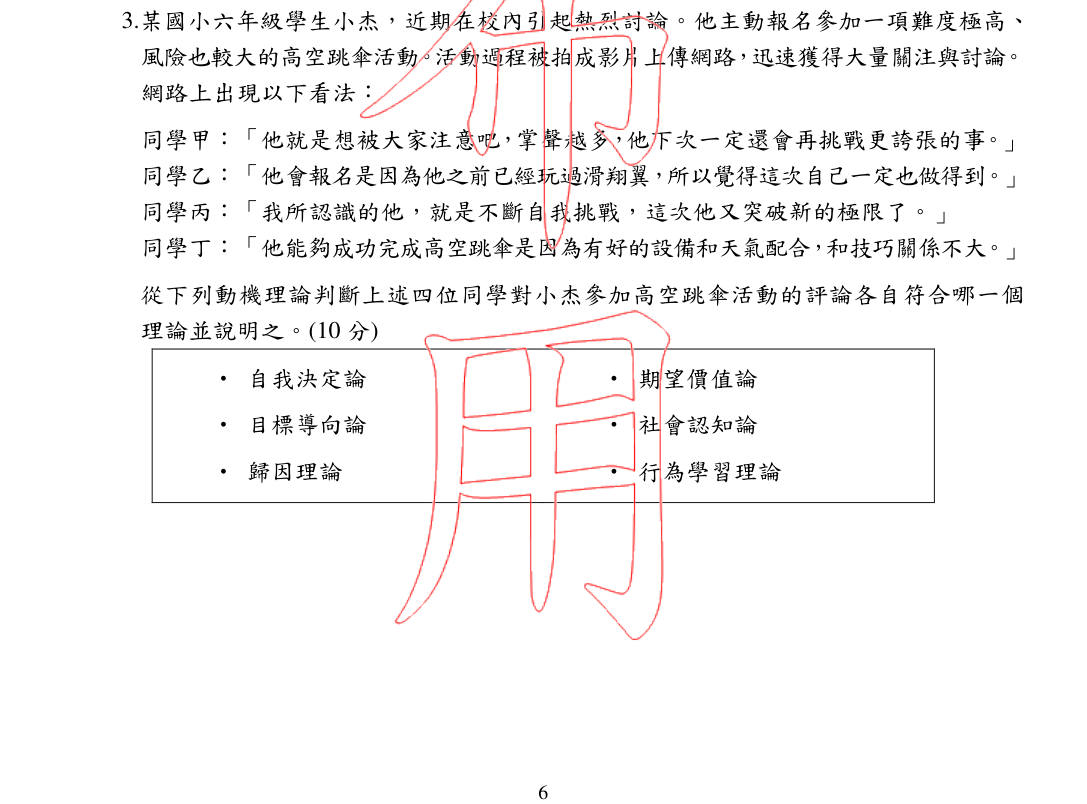 3.某國小六年級學生小杰，近期在校內引起熱烈討論。他主動報名參加一項難度極高、
風險也較大的高空跳傘活動。活動過程被拍成影片上傳網路，迅速獲得大量關注與討論。
網路上出現以下看法：
同學甲：「他就是想被大家注意吧，掌聲越多，他下次一定還會再挑戰更誇張的事。」
同學乙：「他會報名是因為他之前已經玩過滑翔翼，所以覺得這次自己一定也做得到。」
同學丙：「我所認識的他，就是不斷自我挑戰，這次他又突破新的極限了。」
同學丁：「他能夠成功完成高空跳傘是因為有好的設備和天氣配合，和技巧關係不大。」
從下列動機理論判斷上述四位同學對小杰參加高空跳傘活動的評論各自符合哪一個
理論並說明之。(10 分)
• 自我決定論 • 期望價值論
• 目標導向論 • 社會認知論
• 歸因理論 • 行為學習理論
布
用
6